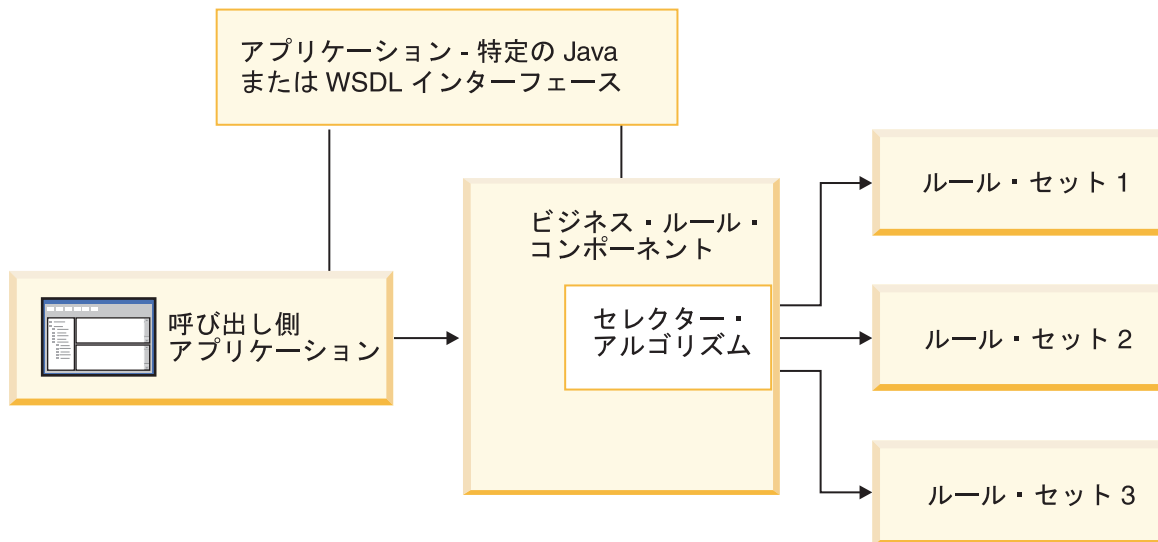 アプリケーション - 特定の Java
または WSDL インターフェース
ルール・セット 1
ビジネス・ルール・
コンポーネント
呼び出し側
アプリケーション
セレクター・
アルゴリズム
ルール・セット 2
ルール・セット 3